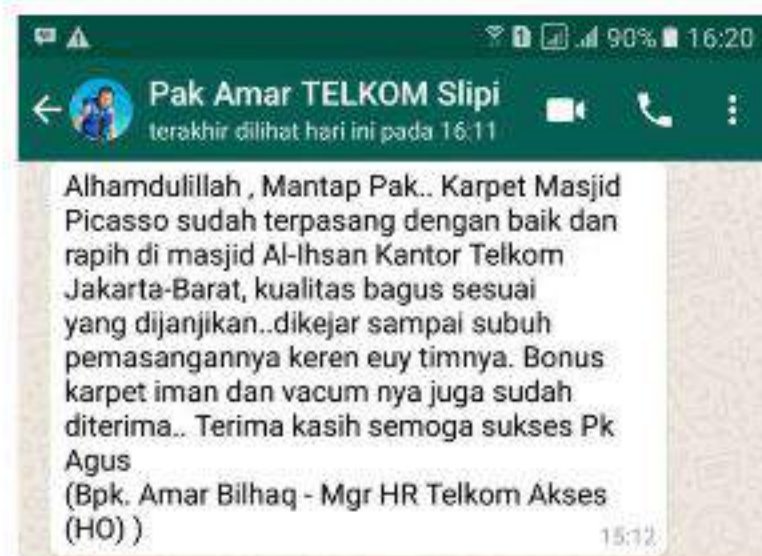 90% 16:20
Pak Amar TELKOM Slipi
terakhir dilihat hari ini pada 16:11
Alhamdulillah , Mantap Pak.. Karpet Masjid
Picasso sudah terpasang dengan baik dan
rapih di masjid Al-Ihsan Kantor Telkom
Jakarta-Barat, kualitas bagus sesuai
yang dijanjikan..dikejar sampai subuh
pemasangannya keren euy timnya. Bonus
karpet iman dan vacum nya juga sudah
diterima.. Terima kasih semoga sukses Pk
Agus
(Bpk. Amar Bilhaq - Mgr HR Telkom Akses
(HO) )
15:12